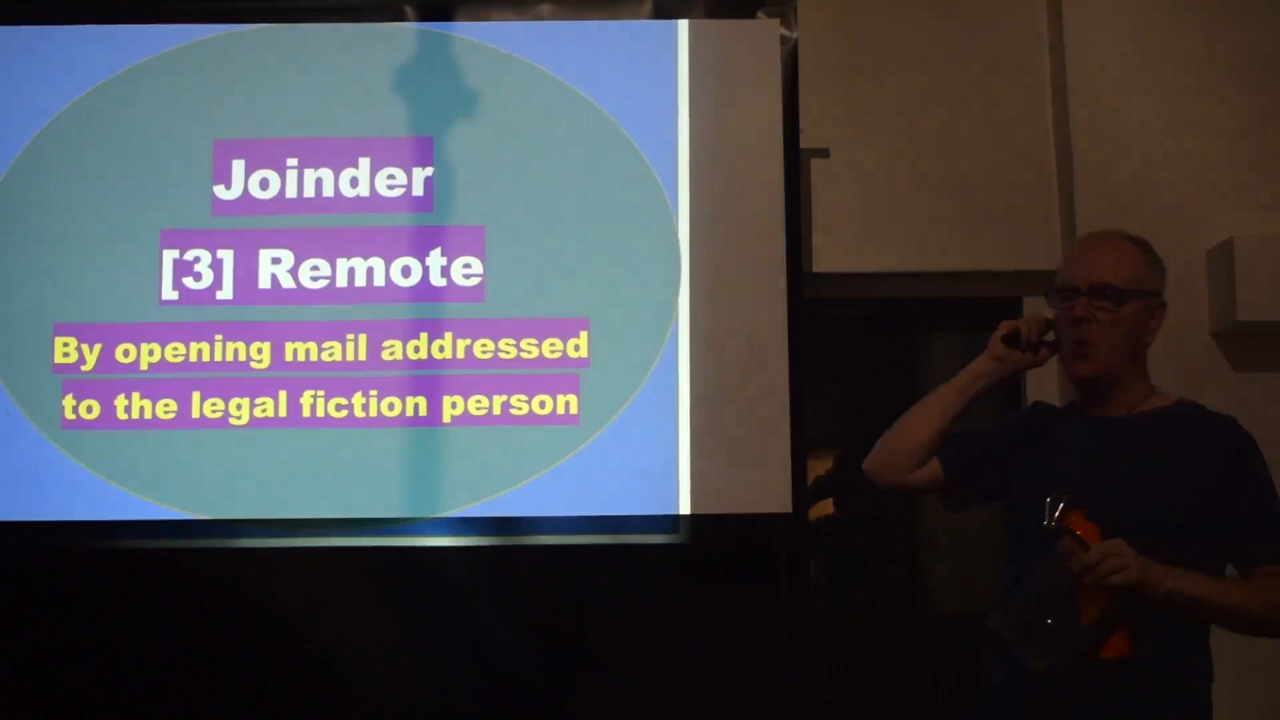 Joinder
[3] Remote
By opening mail addressed
to the legal fiction person